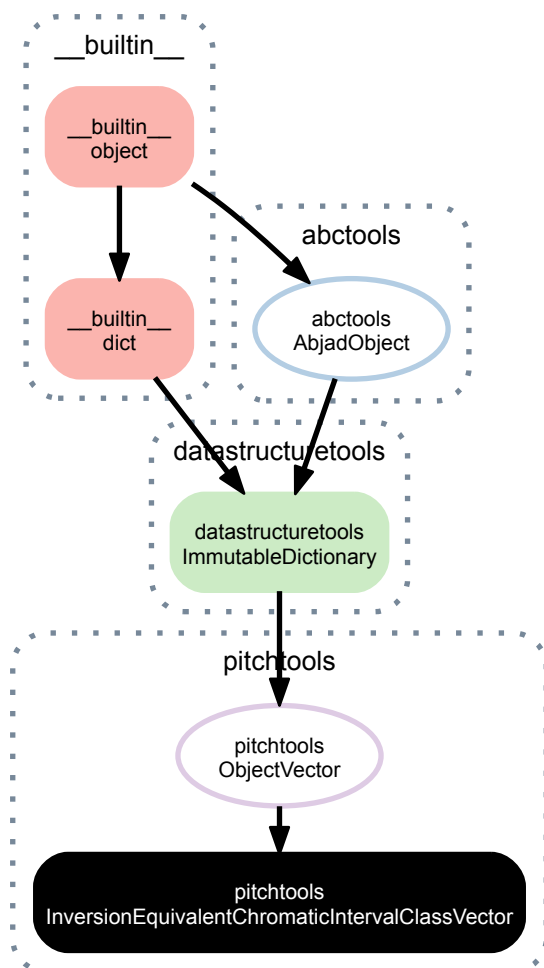 __builtin__
__builtin__
object
abctools
__builtin__
dict
abctools
AbjadObject
datastructuretools
datastructuretools
ImmutableDictionary
pitchtools
pitchtools
ObjectVector
pitchtools
InversionEquivalentChromaticIntervalClassVector